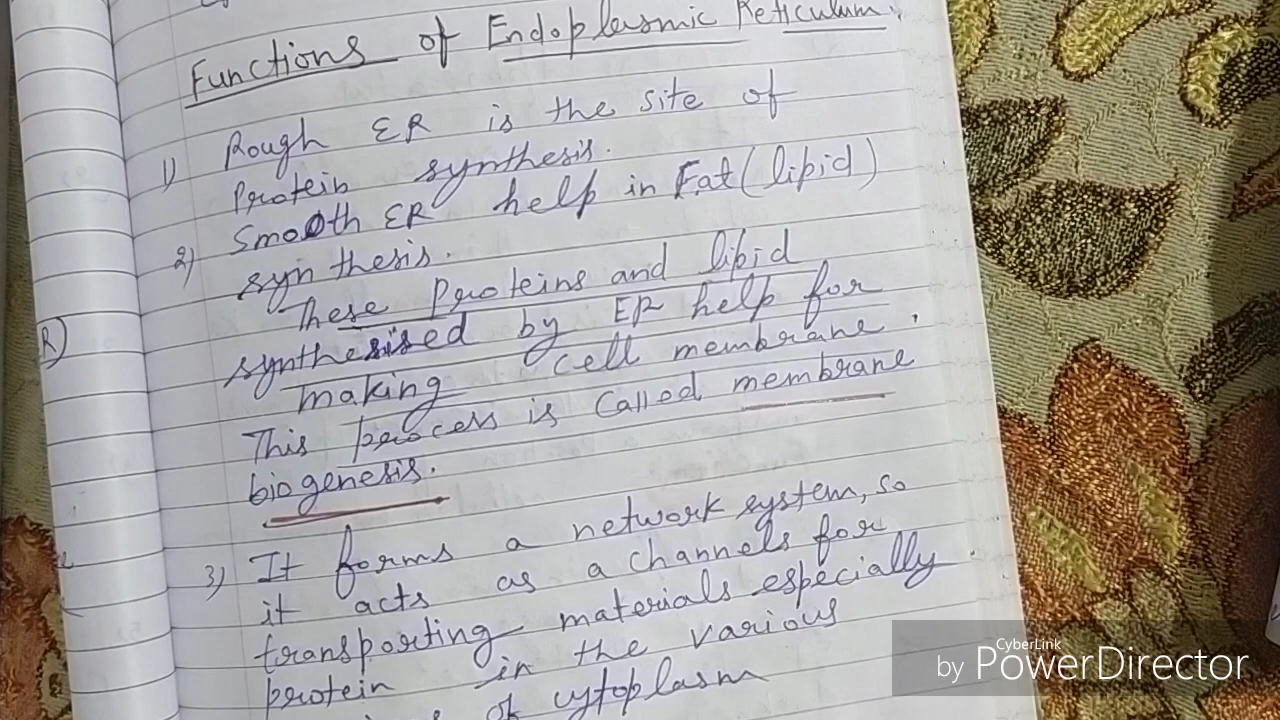 Functions of Endoplasmic Reticulum.
1) Rough ER is the site of
Protein synthesis.
2) Smooth ER help in Fat (lipid)
synthesis.
These Proteins and lipid
synthesised by ER help for
making cell membrane.
This process is called membrane
biogenesis.
R)
3) It forms a network system, so
it acts as a channels for
transporting materials especially
protein in the various
of cytoplasm
CyberLink
by PowerDirector